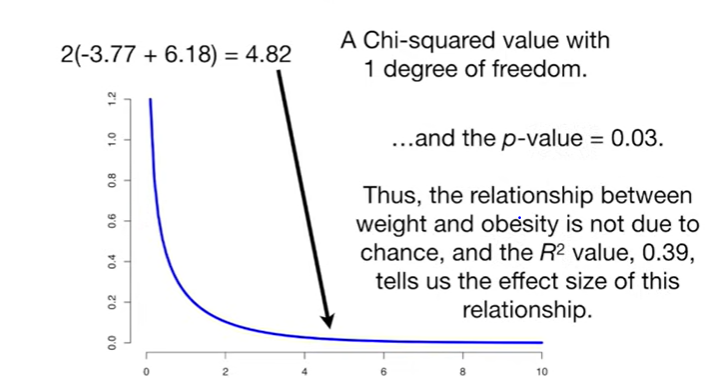 2(-3.77 + 6.18) = 4.82
A Chi-squared value with
1 degree of freedom.
…and the p-value = 0.03.
Thus, the relationship between
weight and obesity is not due to
chance, and the R² value, 0.39,
tells us the effect size of this
relationship.
1.2
1.0
0.8
0.6
0.4
0.2
0.0
0 2 4 6 8 10